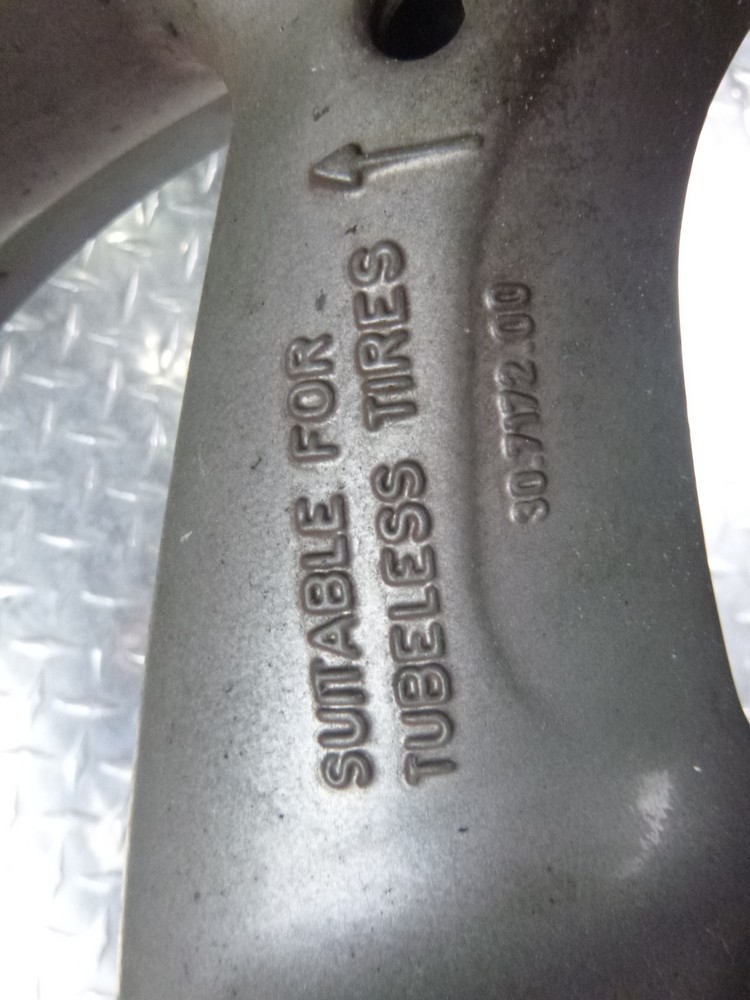 SUITABLE FOR
TUBELESS TIRES
30.7172.00